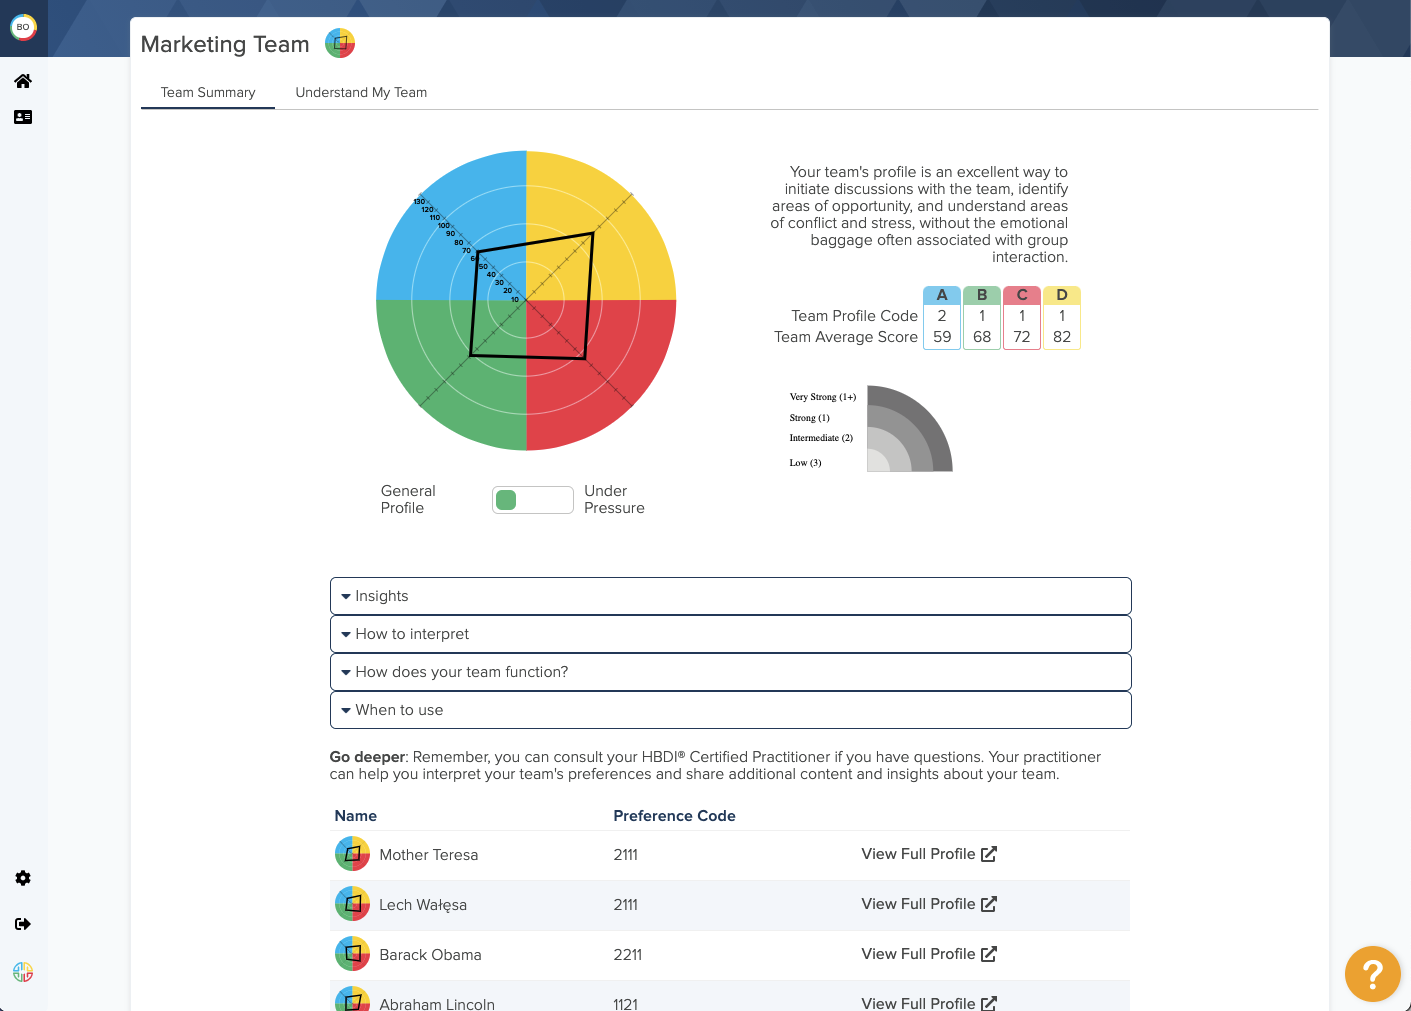 BO
Marketing Team
Team Summary
Understand My Team
130
120
110
100
90
80
70
60
50
40
30
20
10
General
Profile
Under
Pressure
Your team's profile is an excellent way to
initiate discussions with the team, identify
areas of opportunity, and understand areas
of conflict and stress, without the emotional
baggage often associated with group
interaction.
A B C D
Team Profile Code 2 1 1 1
Team Average Score 59 68 72 82
Very Strong (1+)
Strong (1)
Intermediate (2)
Low (3)
Insights
How to interpret
How does your team function?
When to use
Go deeper: Remember, you can consult your HBDI® Certified Practitioner if you have questions. Your practitioner
can help you interpret your team's preferences and share additional content and insights about your team.
Name Preference Code
Mother Teresa 2111 View Full Profile
Lech Wałęsa 2111 View Full Profile
Barack Obama 2211 View Full Profile
Abraham Lincoln 1121 View Full Profile
?